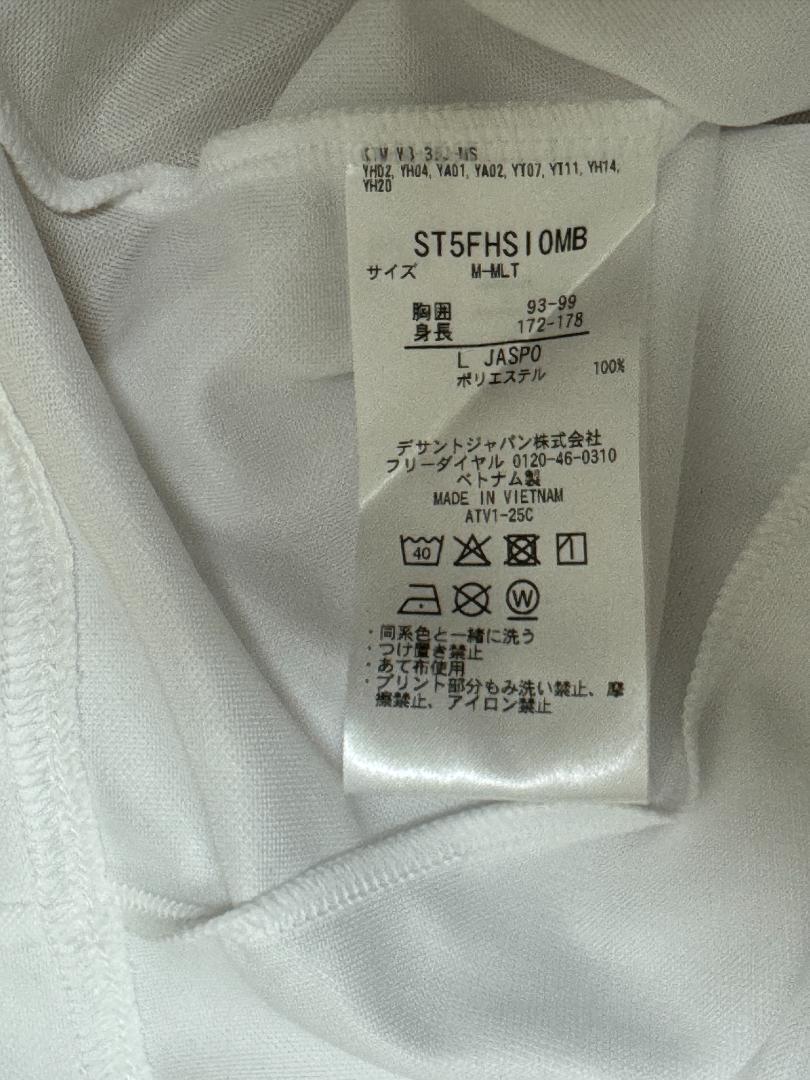 YH02, YH04, YA01, YA02, YT07, YT11, YH14,
YH20
ST5FHSI0MB
サイズ M-MLT
胸囲 93-99
身長 172-178
L JASPO
ポリエステル 100%
デサントジャパン株式会社
フリーダイヤル 0120-46-0310
ベトナム製
MADE IN VIETNAM
ATV1-25C
40
W
・同系色と一緒に洗う
・つけ置き禁止
・あて布使用
・プリント部分もみ洗い禁止、摩
擦禁止、アイロン禁止